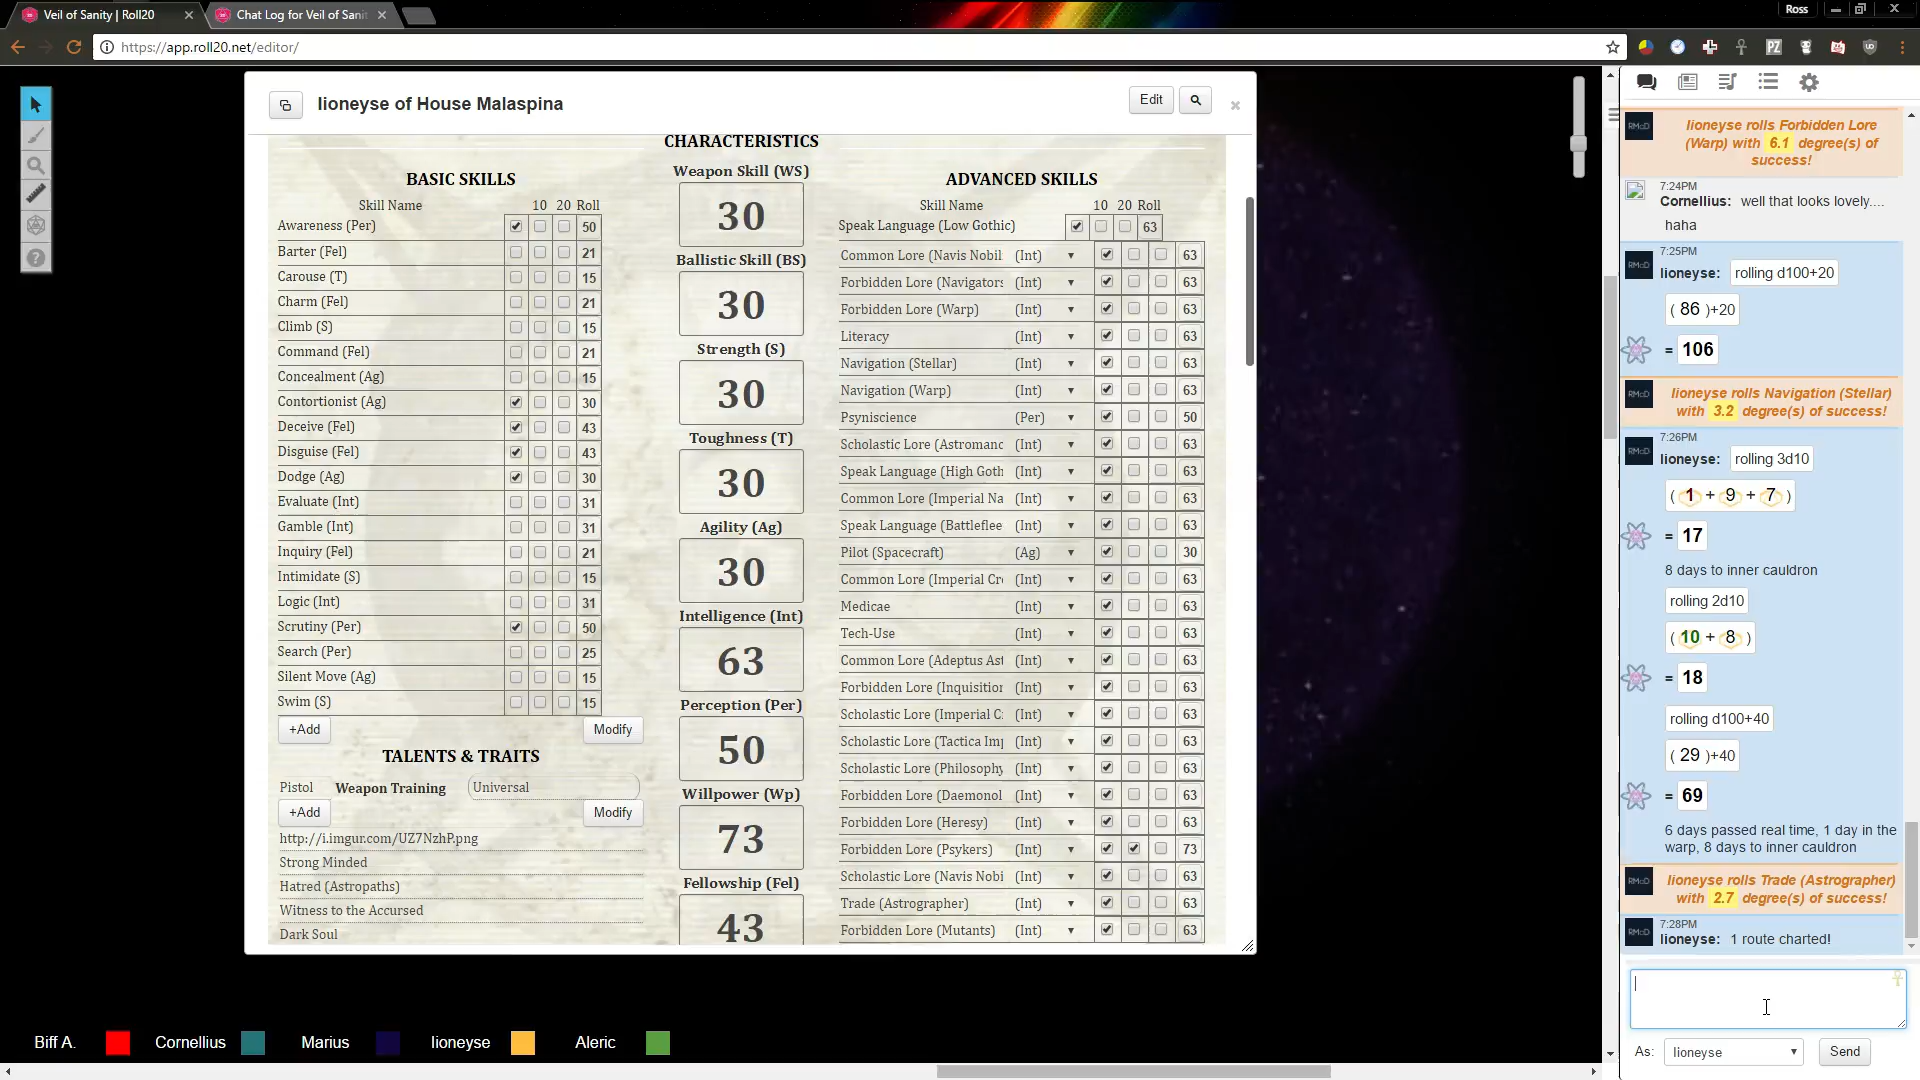 Veil of Sanity | Roll20
Chat Log for Veil of Sanit
Ross
https://app.roll20.net/editor/
Iioneyse of House Malaspina
Edit
CHARACTERISTICS
BASIC SKILLS
Skill Name 10 20 Roll
Awareness (Per) 50
Barter (Fel) 21
Carouse (T) 15
Charm (Fel) 21
Climb (S) 15
Command (Fel) 21
Concealment (Ag) 15
Contortionist (Ag) 30
Deceive (Fel) 43
Disguise (Fel) 43
Dodge (Ag) 30
Evaluate (Int) 31
Gamble (Int) 31
Inquiry (Fel) 21
Intimidate (S) 15
Logic (Int) 31
Scrutiny (Per) 50
Search (Per) 25
Silent Move (Ag) 15
Swim (S) 15
+Add Modify
TALENTS & TRAITS
Pistol Weapon Training Universal
+Add Modify
http://i.imgur.com/UZ7NzhP.png
Strong Minded
Hatred (Astropaths)
Witness to the Accursed
Dark Soul
Weapon Skill (WS)
30
Ballistic Skill (BS)
30
Strength (S)
30
Toughness (T)
30
Agility (Ag)
30
Intelligence (Int)
63
Perception (Per)
50
Willpower (Wp)
73
Fellowship (Fel)
43
ADVANCED SKILLS
Skill Name 10 20 Roll
Speak Language (Low Gothic) 63
Common Lore (Navis Nobil (Int) 63
Forbidden Lore (Navigators (Int) 63
Forbidden Lore (Warp) (Int) 63
Literacy (Int) 63
Navigation (Stellar) (Int) 63
Navigation (Warp) (Int) 63
Psyniscience (Per) 50
Scholastic Lore (Astromanc (Int) 63
Speak Language (High Goth (Int) 63
Common Lore (Imperial Na (Int) 63
Speak Language (Battleflee (Int) 63
Pilot (Spacecraft) (Ag) 30
Common Lore (Imperial Cr (Int) 63
Medicae (Int) 63
Tech-Use (Int) 63
Common Lore (Adeptus Ast (Int) 63
Forbidden Lore (Inquisition (Int) 63
Scholastic Lore (Imperial C (Int) 63
Scholastic Lore (Tactica Imp (Int) 63
Scholastic Lore (Philosophy (Int) 63
Forbidden Lore (Daemonol (Int) 63
Forbidden Lore (Heresy) (Int) 63
Forbidden Lore (Psykers) (Int) 73
Scholastic Lore (Navis Nobi (Int) 63
Trade (Astrographer) (Int) 63
Forbidden Lore (Mutants) (Int) 63
Iioneyse rolls Forbidden Lore
(Warp) with 6.1 degree(s) of
success!
7:24PM
Cornellius: well that looks lovely....
haha
7:25PM
Iioneyse: rolling d100+20
( 86 )+20
= 106
Iioneyse rolls Navigation (Stellar)
with 3.2 degree(s) of success!
7:26PM
Iioneyse: rolling 3d10
( 1 + 9 + 7 )
= 17
8 days to inner cauldron
rolling 2d10
( 10 + 8 )
= 18
rolling d100+40
( 29 )+40
= 69
6 days passed real time, 1 day in the
warp, 8 days to inner cauldron
Iioneyse rolls Trade (Astrographer)
with 2.7 degree(s) of success!
7:28PM
Iioneyse: 1 route charted!
As: Iioneyse Send
Biff A. Cornellius Marius Iioneyse Aleric